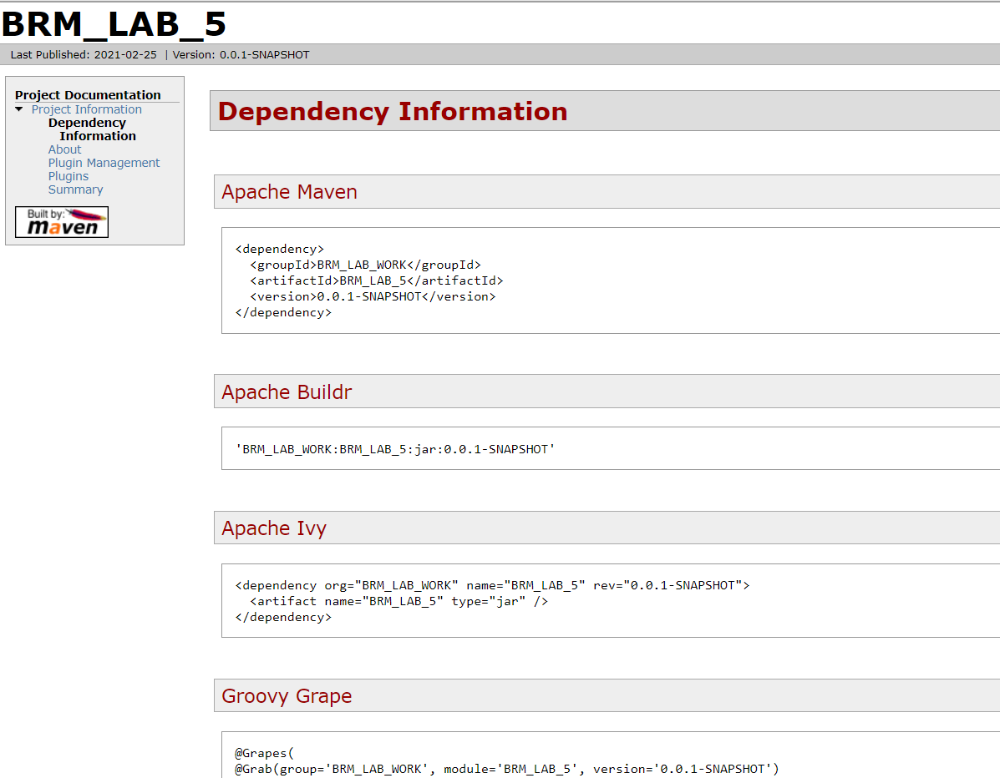 BRM_LAB_5
Last Published: 2021-02-25 | Version: 0.0.1-SNAPSHOT
Project Documentation
Project Information
Dependency
Information
About
Plugin Management
Plugins
Summary
Built by:
maven
Dependency Information
Apache Maven
<dependency>
  <groupId>BRM_LAB_WORK</groupId>
  <artifactId>BRM_LAB_5</artifactId>
  <version>0.0.1-SNAPSHOT</version>
</dependency>
Apache Buildr
'BRM_LAB_WORK:BRM_LAB_5:jar:0.0.1-SNAPSHOT'
Apache Ivy
<dependency org="BRM_LAB_WORK" name="BRM_LAB_5" rev="0.0.1-SNAPSHOT">
  <artifact name="BRM_LAB_5" type="jar" />
</dependency>
Groovy Grape
@Grapes(
@Grab(group='BRM_LAB_WORK', module='BRM_LAB_5', version='0.0.1-SNAPSHOT')